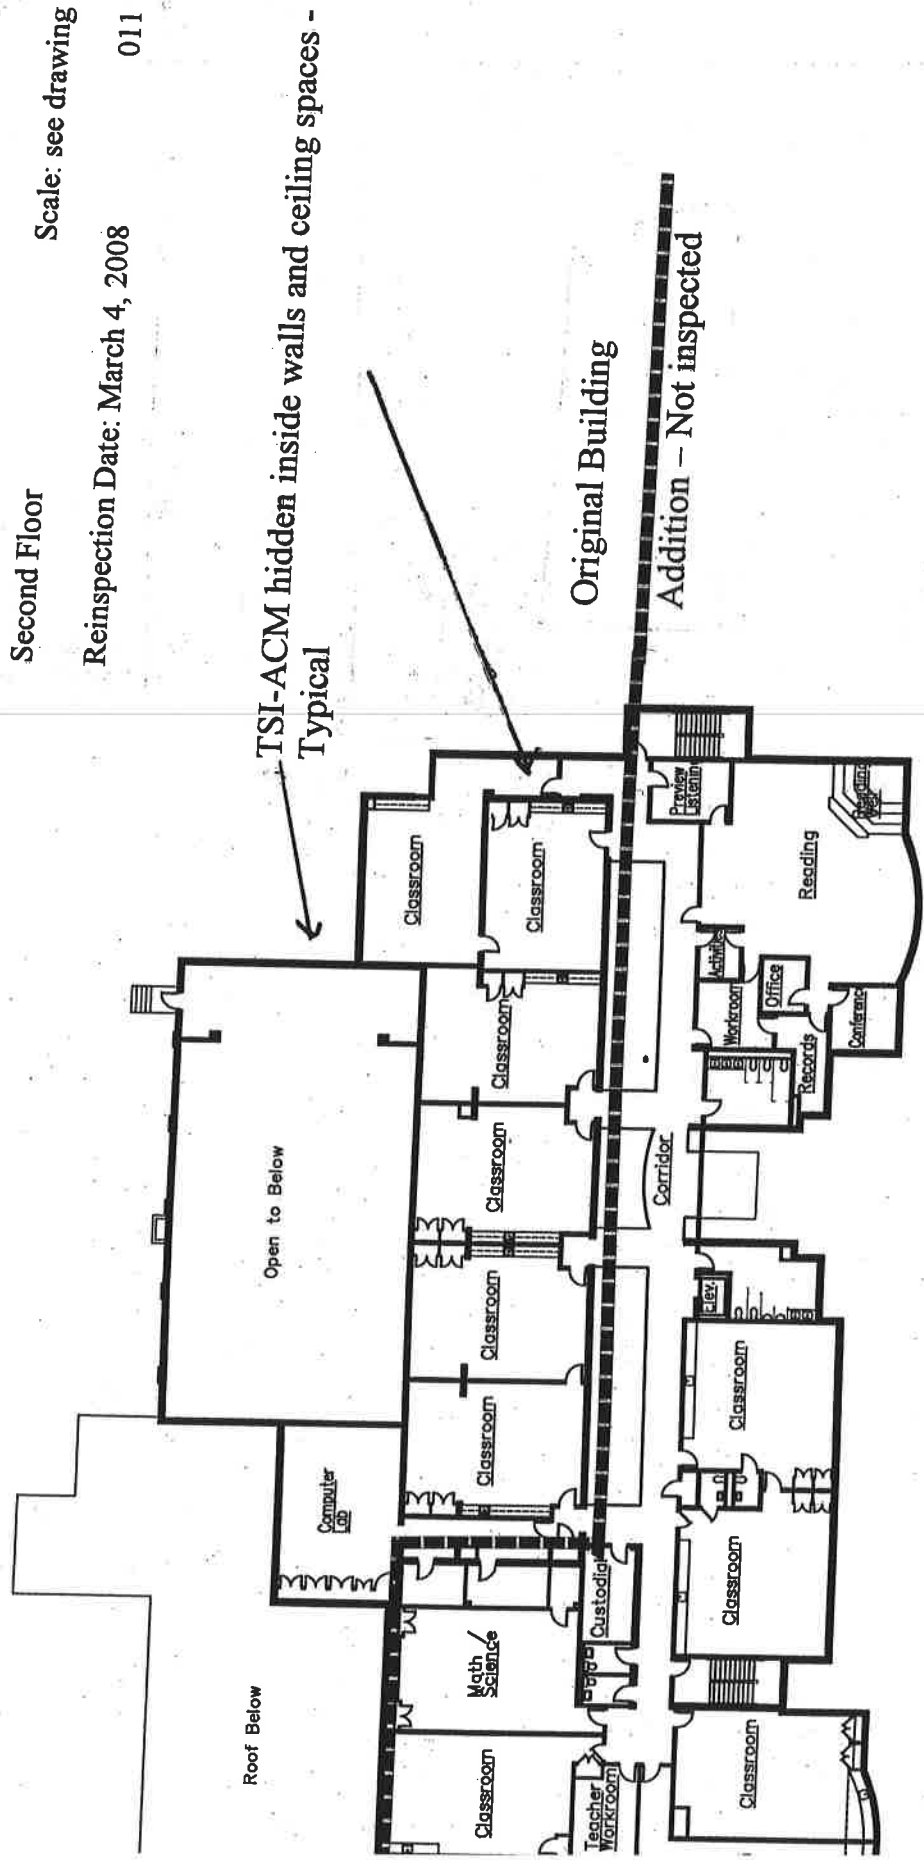 Second Floor
Scale: see drawing
Reinspection Date: March 4, 2008
011
TSI-ACM hidden inside walls and ceiling spaces -
Typical
Original Building
Addition – Not inspected
Open to Below
Roof Below
Computer
Lab
Classroom
Classroom
Classroom
Classroom
Classroom
Classroom
Math/
Science
Classroom
Custodial
Teacher
Workroom
Corridor
Preview
Listening
Reading
Reading
Activities
Workroom
Office
Conference
Records
Elev.
Classroom
Classroom
Classroom